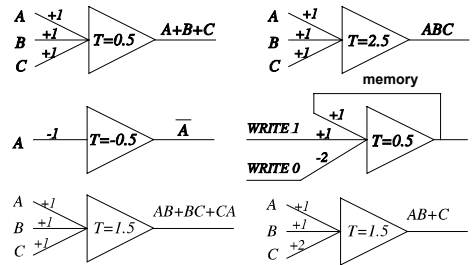 A +1
B +1 T=0.5 A+B+C
C +1
A +1
B +1 T=2.5 ABC
C +1
A -1 T=-0.5 A̅
memory
+1
WRITE 1 +1 T=0.5
WRITE 0 -2
A +1
B +1 T=1.5 AB+BC+CA
C +1
A +1
B +1 T=1.5 AB+C
C +2